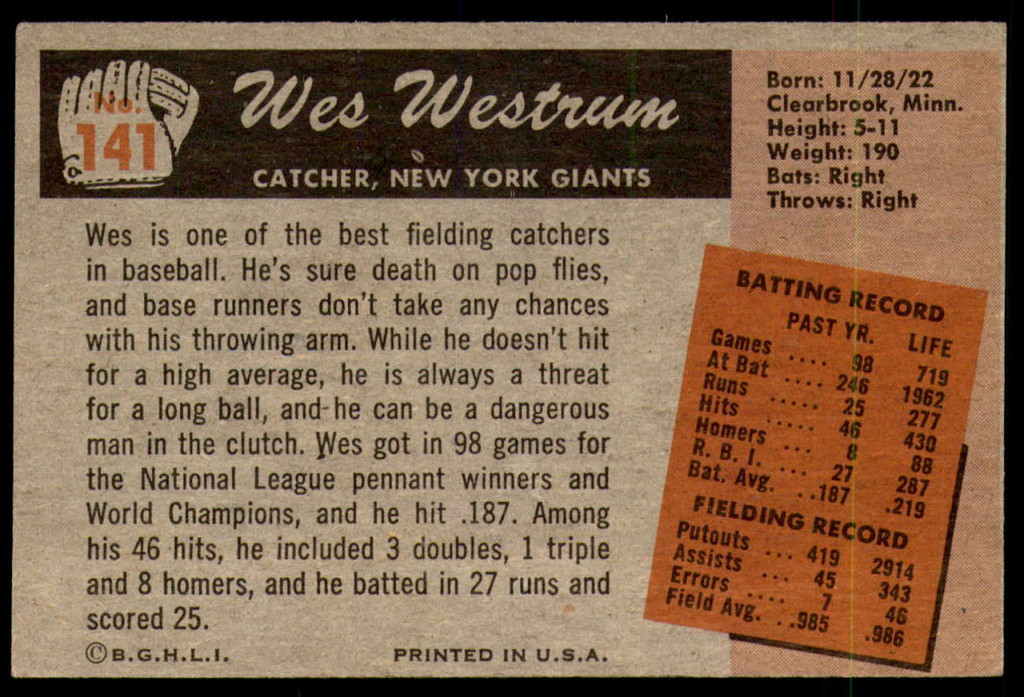 No.
141
Wes Westrum
CATCHER, NEW YORK GIANTS
Born: 11/28/22
Clearbrook, Minn.
Height: 5-11
Weight: 190
Bats: Right
Throws: Right
Wes is one of the best fielding catchers
in baseball. He's sure death on pop flies,
and base runners don't take any chances
with his throwing arm. While he doesn't hit
for a high average, he is always a threat
for a long ball, and he can be a dangerous
man in the clutch. Wes got in 98 games for
the National League pennant winners and
World Champions, and he hit .187. Among
his 46 hits, he included 3 doubles, 1 triple
and 8 homers, and he batted in 27 runs and
scored 25.
BATTING RECORD
PAST YR. LIFE
Games .... 98 719
At Bat .... 246 1962
Runs ..... 25 277
Hits ..... 46 430
Homers ... 8 88
R. B. I. ... 27 287
Bat. Avg. ..187 .219
FIELDING RECORD
Putouts ... 419 2914
Assists ... 45 343
Errors .... 7 46
Field Avg. ..985 .986
©B.G.H.L.I. PRINTED IN U.S.A.